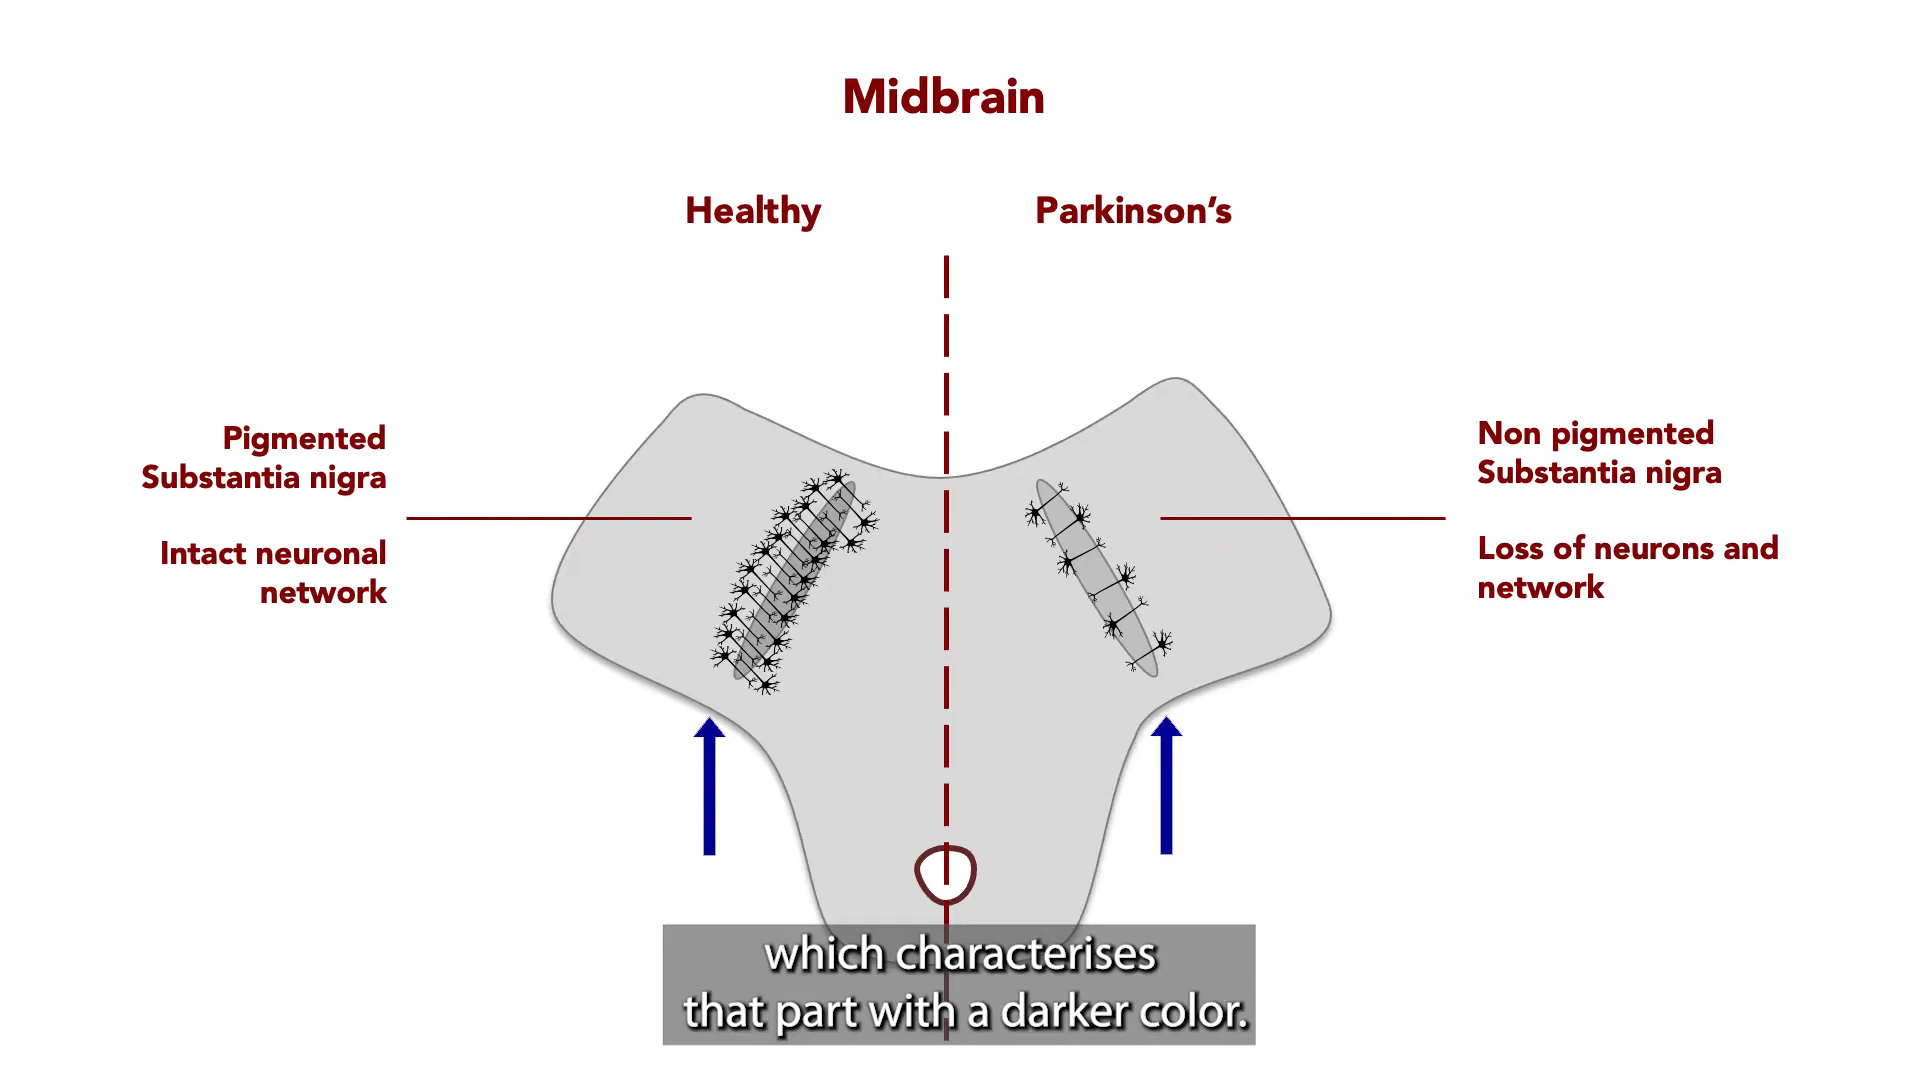 Midbrain
Healthy
Parkinson‘s
Pigmented
Substantia nigra
Intact neuronal
network
Non pigmented
Substantia nigra
Loss of neurons and
network
which characterises
that part with a darker color.